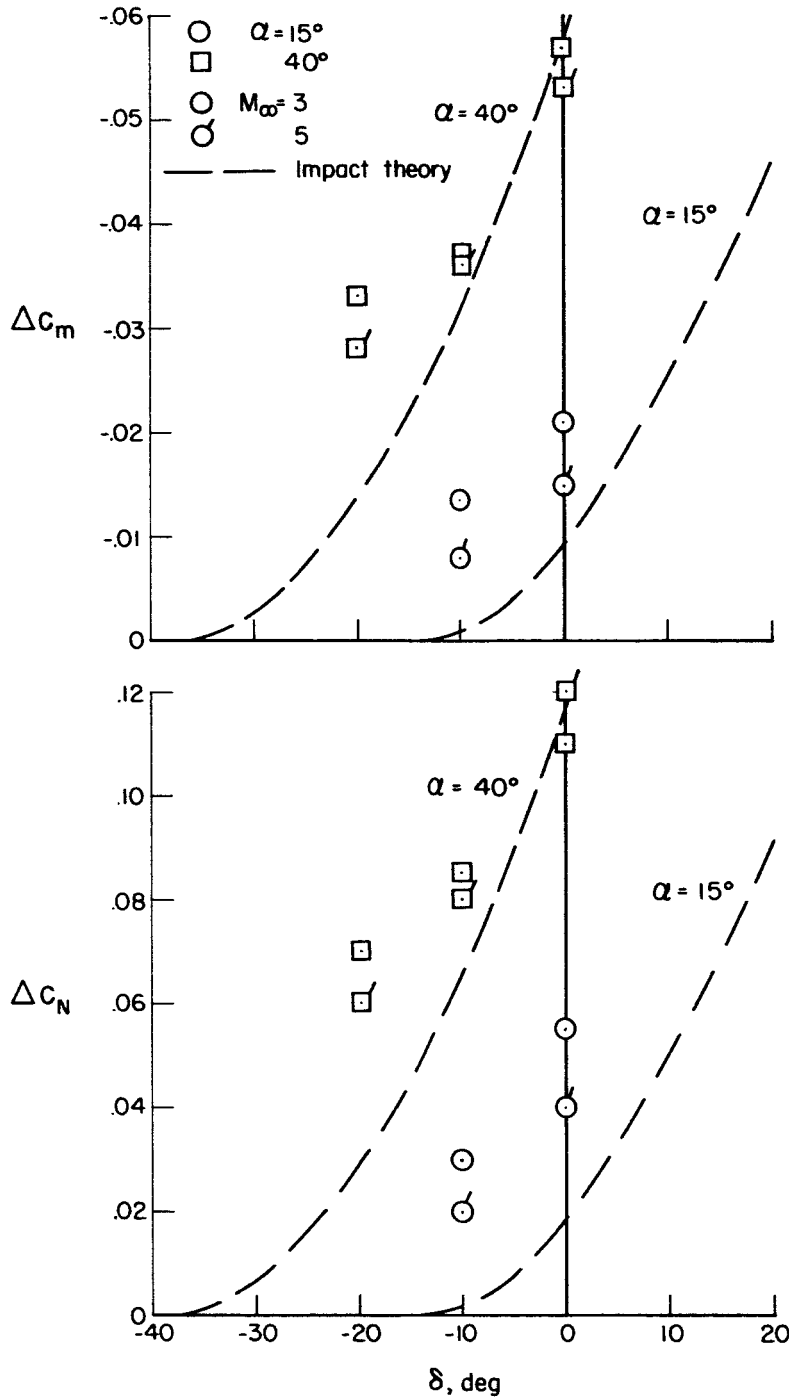 -.06
α = 15°
40°
M∞ = 3
5
Impact theory
-.05
α = 40°
-.04
α = 15°
ΔCm
-.03
-.02
-.01
0
.12
.10
α = 40°
α = 15°
.08
ΔCN
.06
.04
.02
0
-40 -30 -20 -10 0 10 20
δ, deg